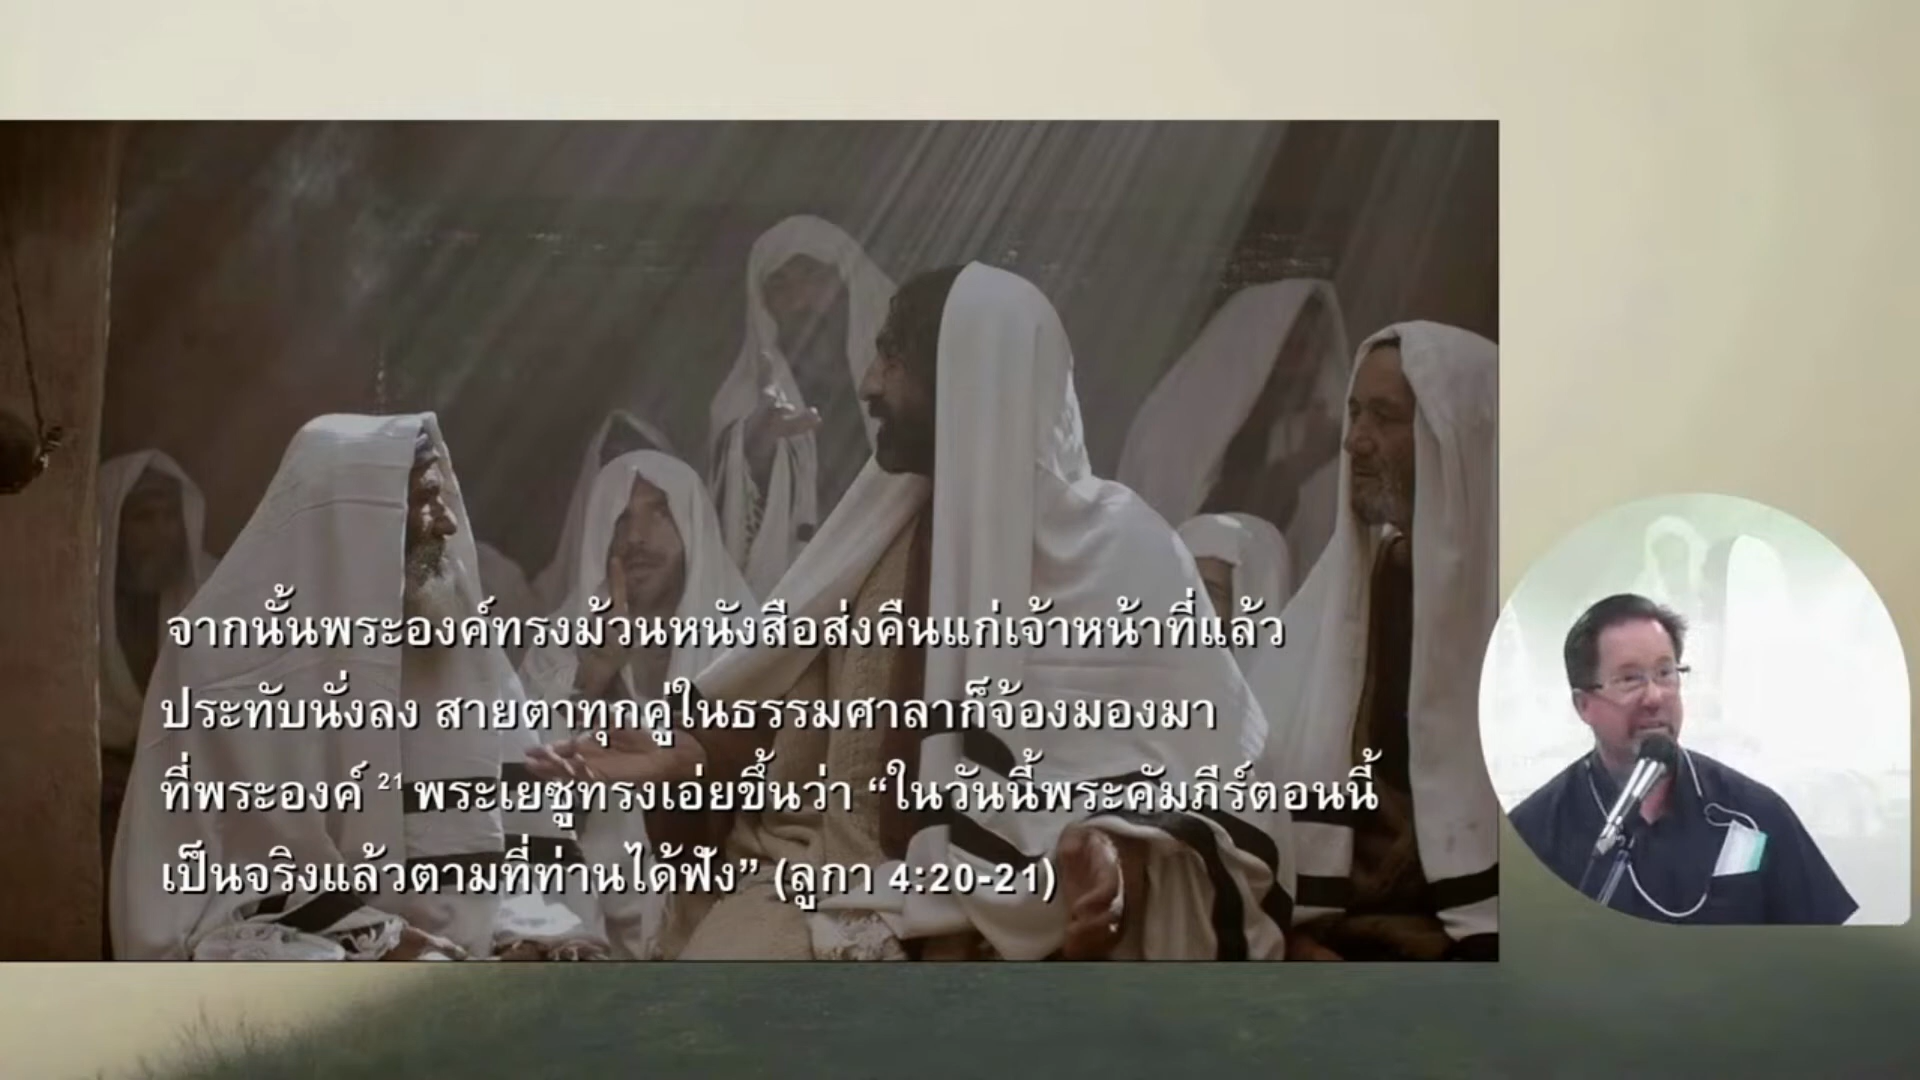 จากนั้นพระองค์ทรงม้วนหนังสือส่งคืนแก่เจ้าหน้าที่แล้ว
ประทับนั่งลง สายตาทุกคู่ในธรรมศาลาก็จ้องมองมา
ที่พระองค์ 21 พระเยซูทรงเอ่ยขึ้นว่า “ในวันนี้พระคัมภีร์ตอนนี้
เป็นจริงแล้วตามที่ท่านได้ฟัง” (ลูกา 4:20-21)